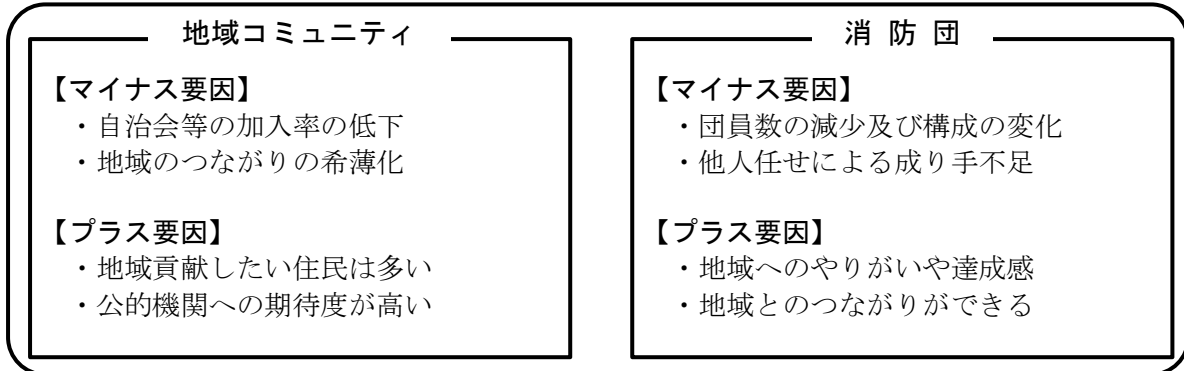 地域コミュニティ
【マイナス要因】
・自治会等の加入率の低下
・地域のつながりの希薄化
【プラス要因】
・地域貢献したい住民は多い
・公的機関への期待度が高い
消 防 団
【マイナス要因】
・団員数の減少及び構成の変化
・他人任せによる成り手不足
【プラス要因】
・地域へのやりがいや達成感
・地域とのつながりができる